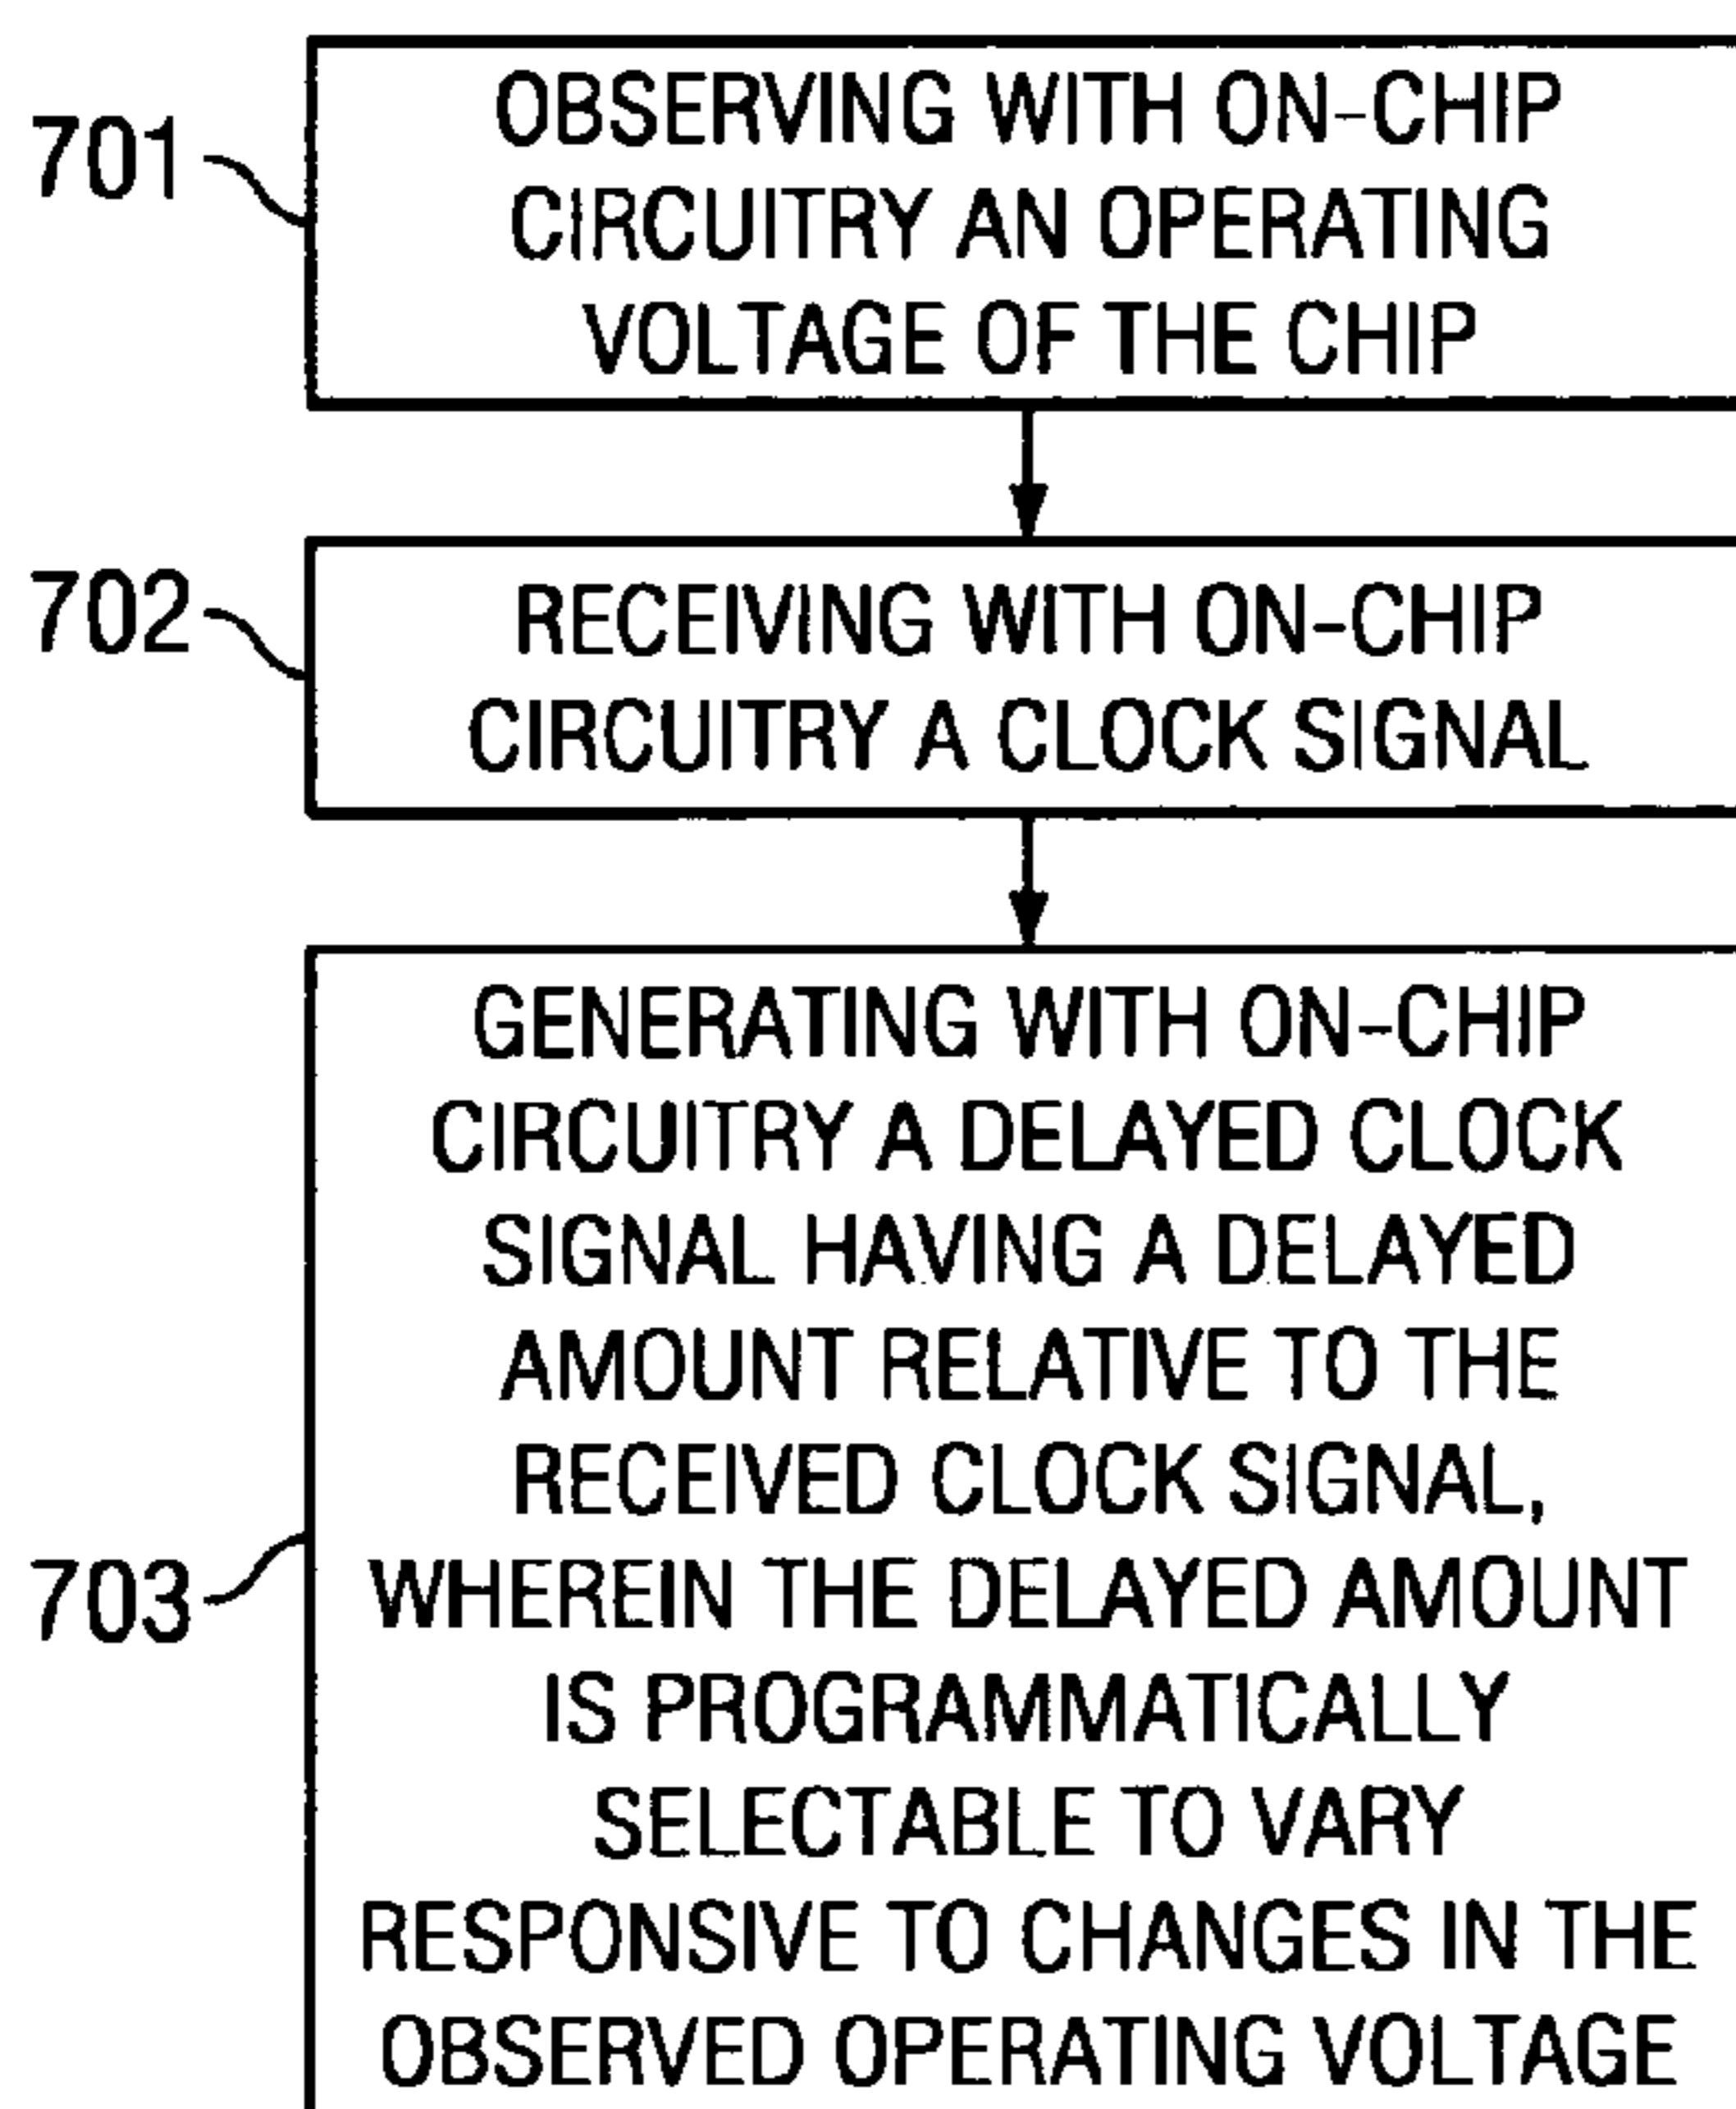 701
OBSERVING WITH ON-CHIP
CIRCUITRY AN OPERATING
VOLTAGE OF THE CHIP
702
RECEIVING WITH ON-CHIP
CIRCUITRY A CLOCK SIGNAL
703
GENERATING WITH ON-CHIP
CIRCUITRY A DELAYED CLOCK
SIGNAL HAVING A DELAYED
AMOUNT RELATIVE TO THE
RECEIVED CLOCK SIGNAL,
WHEREIN THE DELAYED AMOUNT
IS PROGRAMMATICALLY
SELECTABLE TO VARY
RESPONSIVE TO CHANGES IN THE
OBSERVED OPERATING VOLTAGE